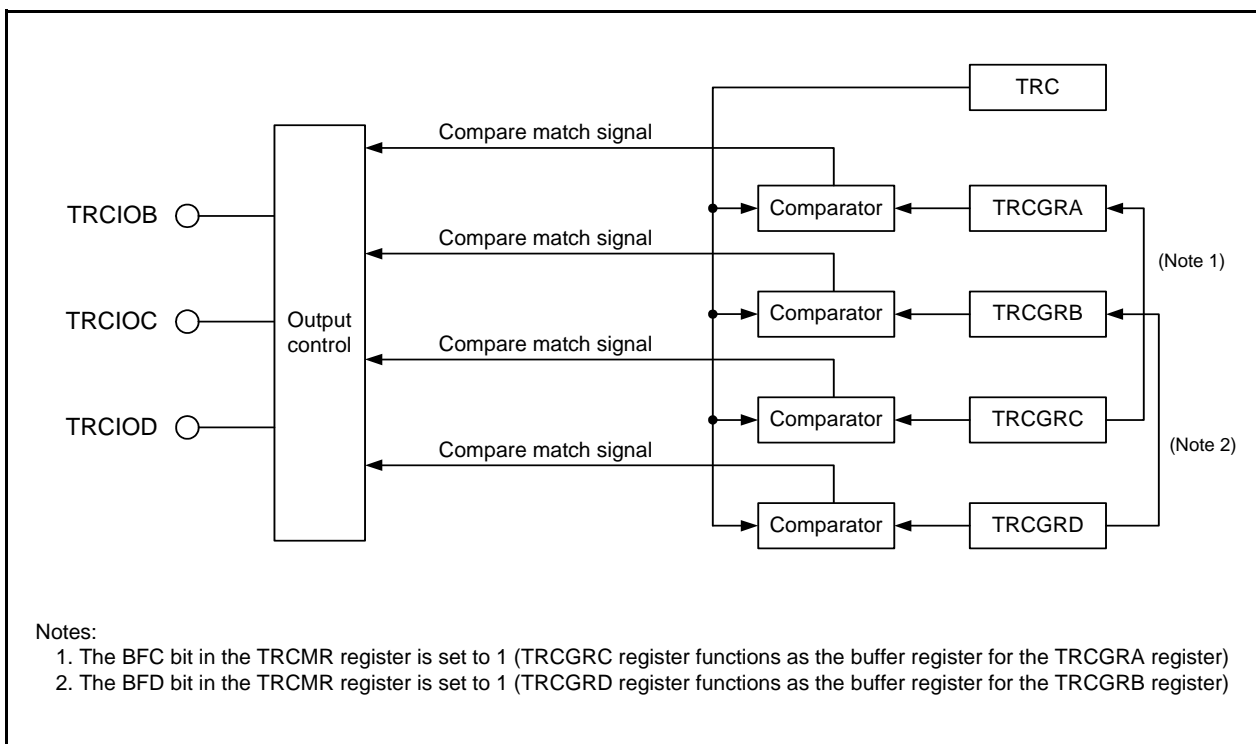 TRC
Compare match signal
TRCIOB
Comparator
TRCGRA
Compare match signal
(Note 1)
TRCIOC
Output
control
Comparator
TRCGRB
Compare match signal
TRCIOD
Comparator
TRCGRC
(Note 2)
Compare match signal
Comparator
TRCGRD
Notes:
1. The BFC bit in the TRCMR register is set to 1 (TRCGRC register functions as the buffer register for the TRCGRA register)
2. The BFD bit in the TRCMR register is set to 1 (TRCGRD register functions as the buffer register for the TRCGRB register)